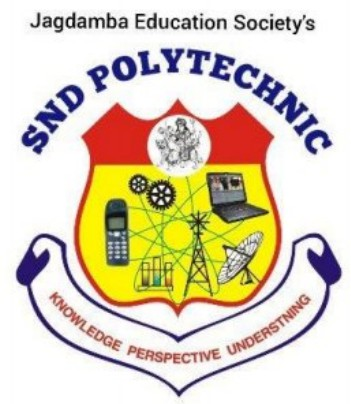 Jagdamba Education Society's
SND POLYTECHNIC
KNOWLEDGE PERSPECTIVE UNDERSTNING